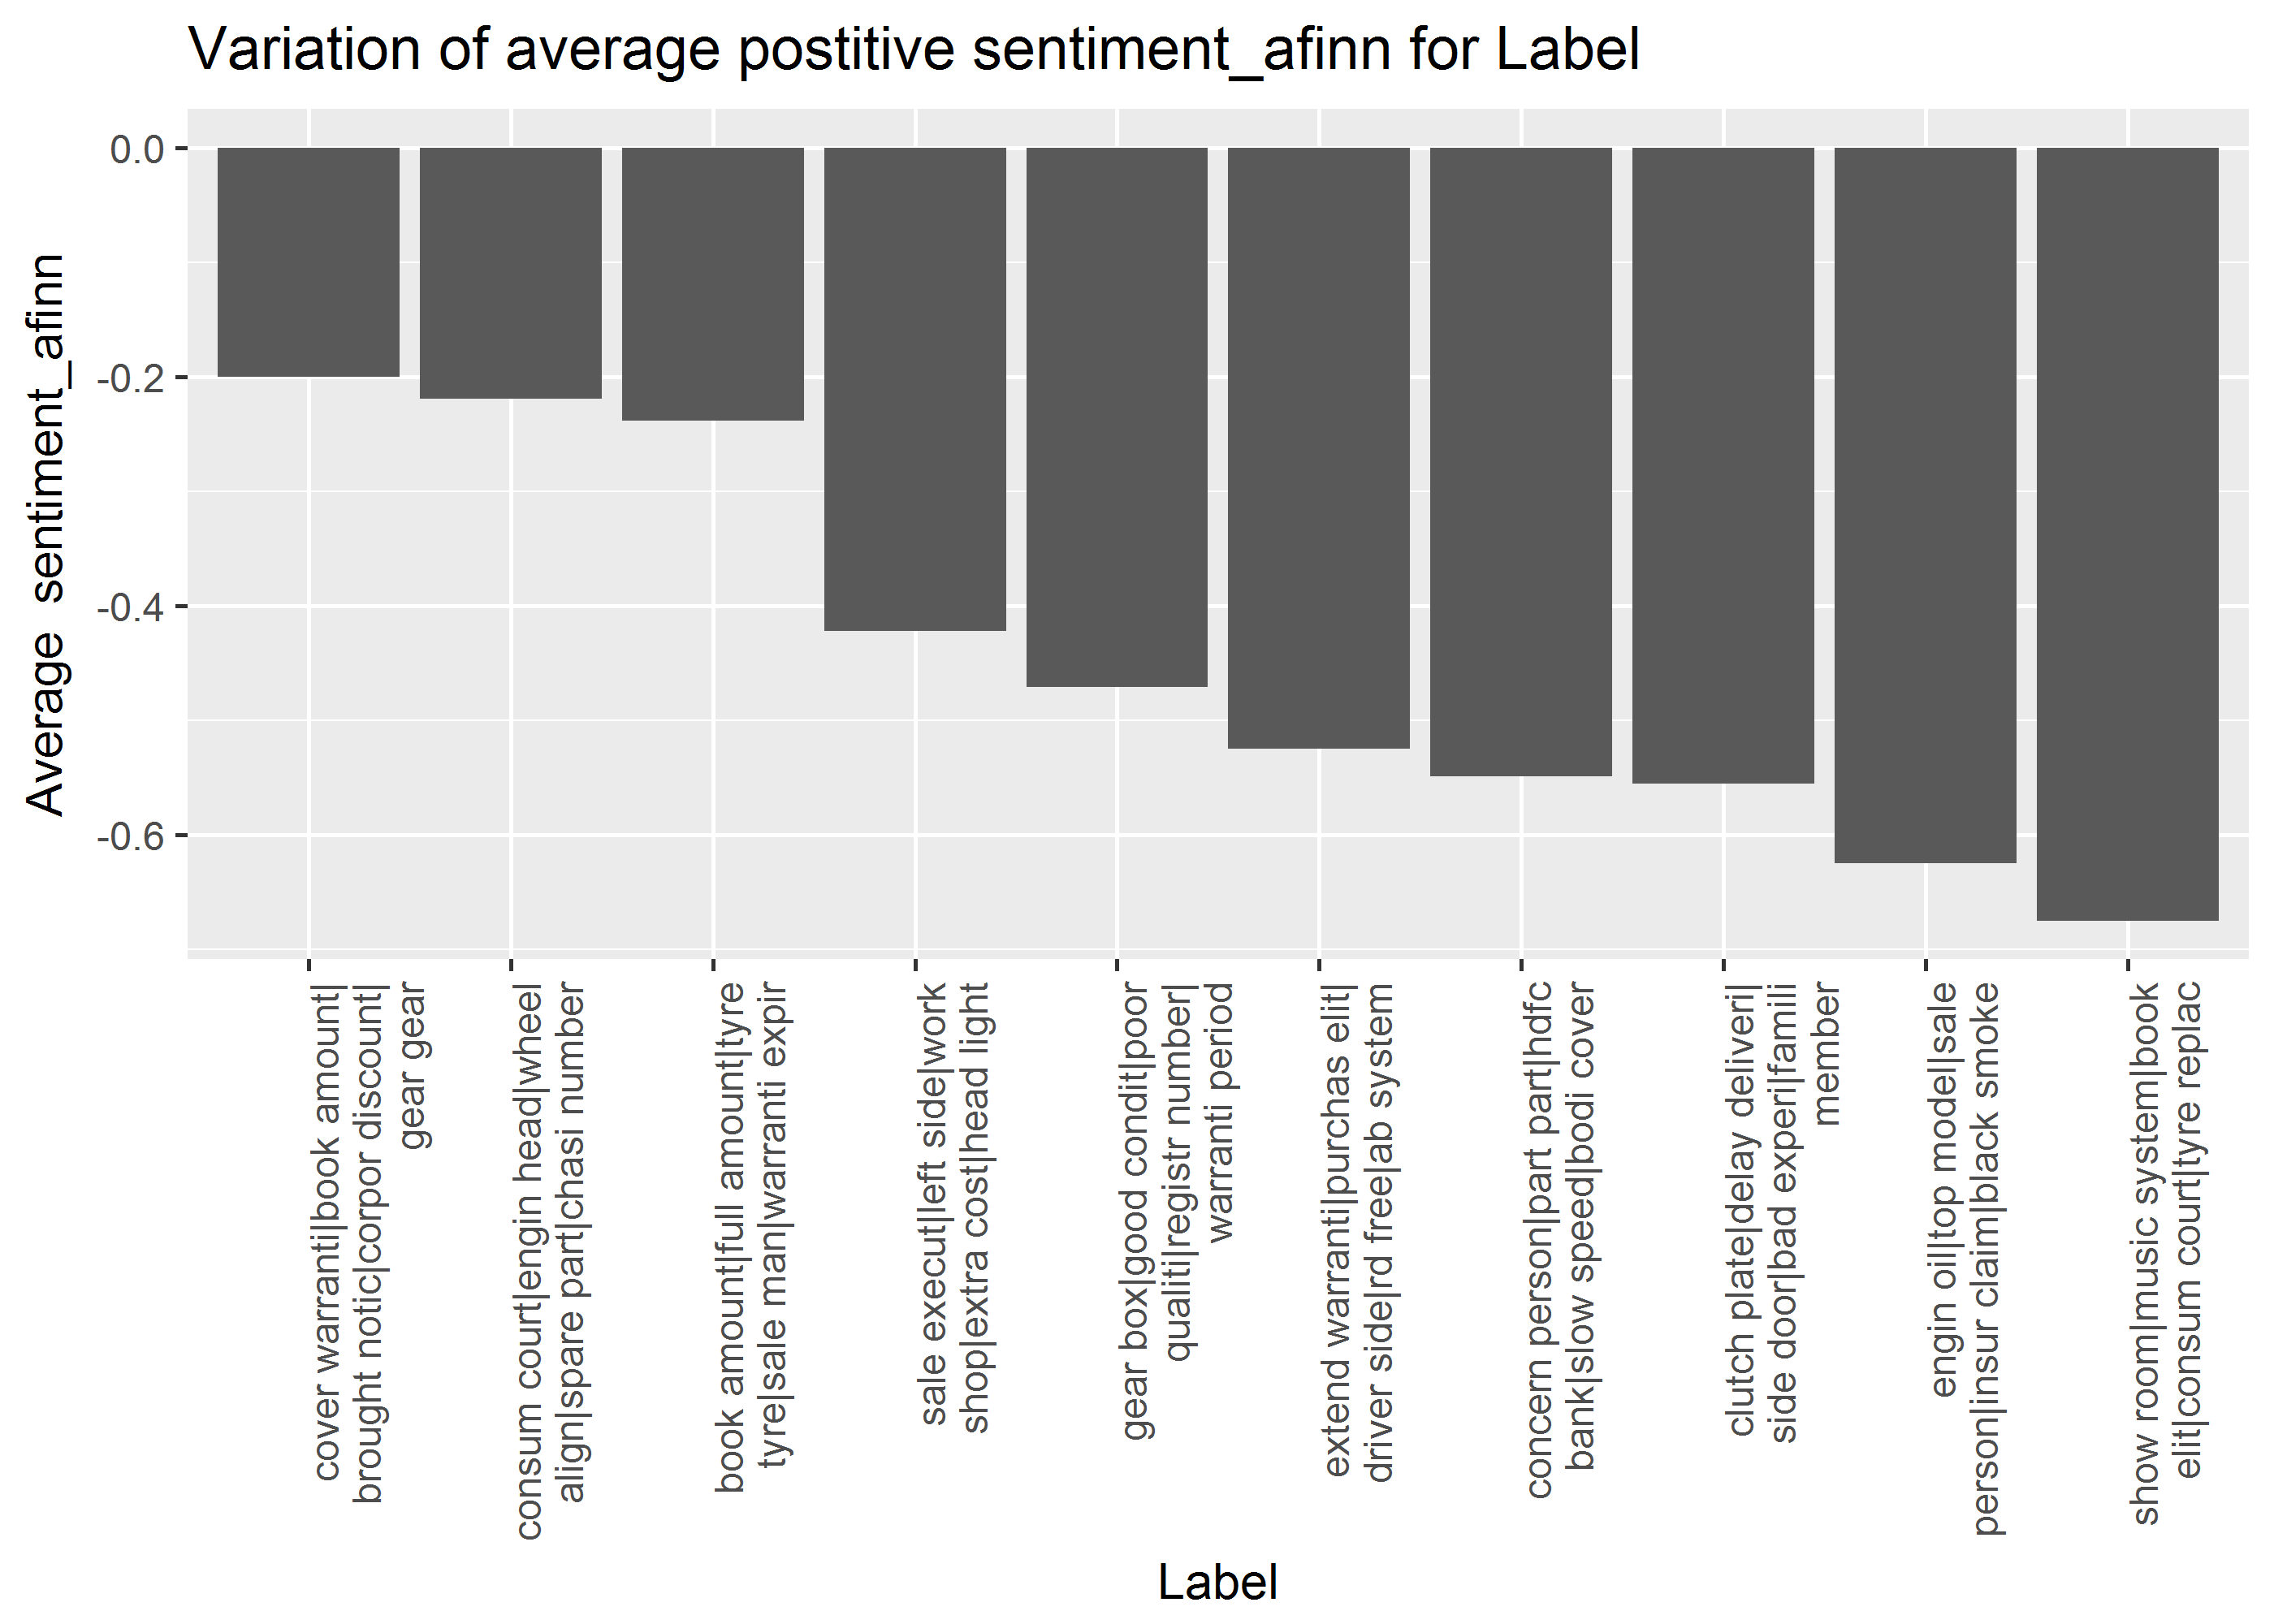 Variation of average postitive sentiment_afinn for Label
Average  sentiment_afinn
0.0
-0.2
-0.4
-0.6
cover warranti|book amount|
brought notic|corpor discount|
gear gear
consum court|engin head|wheel
align|spare part|chasi number
book amount|full amount|tyre
tyre|sale man|warranti expir
sale execut|left side|work
shop|extra cost|head light
gear box|good condit|poor
qualiti|registr number|
warranti period
extend warranti|purchas elit|
driver side|rd free|ab system
concern person|part part|hdfc
bank|slow speed|bodi cover
clutch plate|delay deliveri|
side door|bad experi|famili
member
engin oil|top model|sale
person|insur claim|black smoke
show room|music system|book
elit|consum court|tyre replac
Label